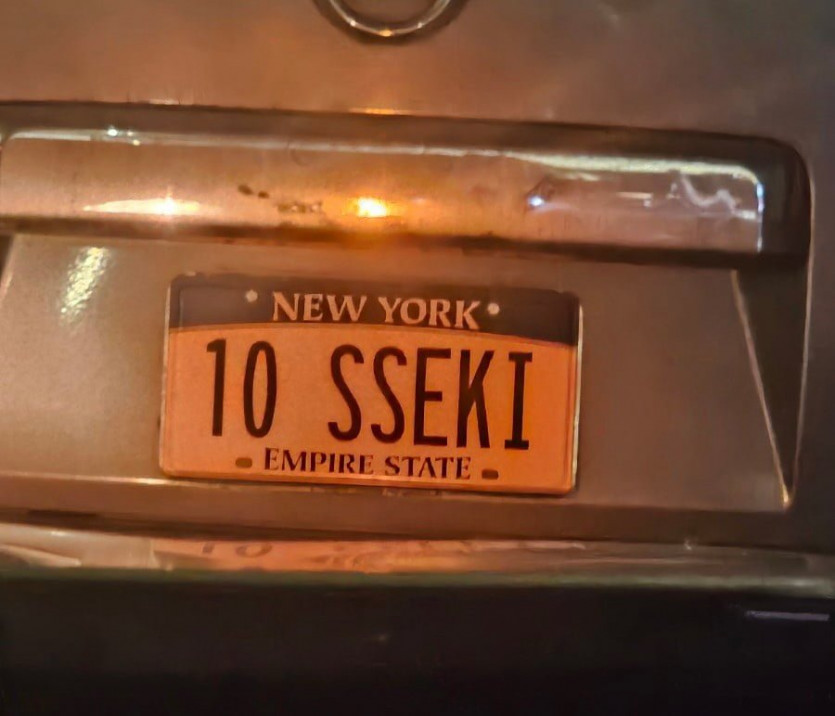 NEW YORK
10 SSEKI
EMPIRE STATE